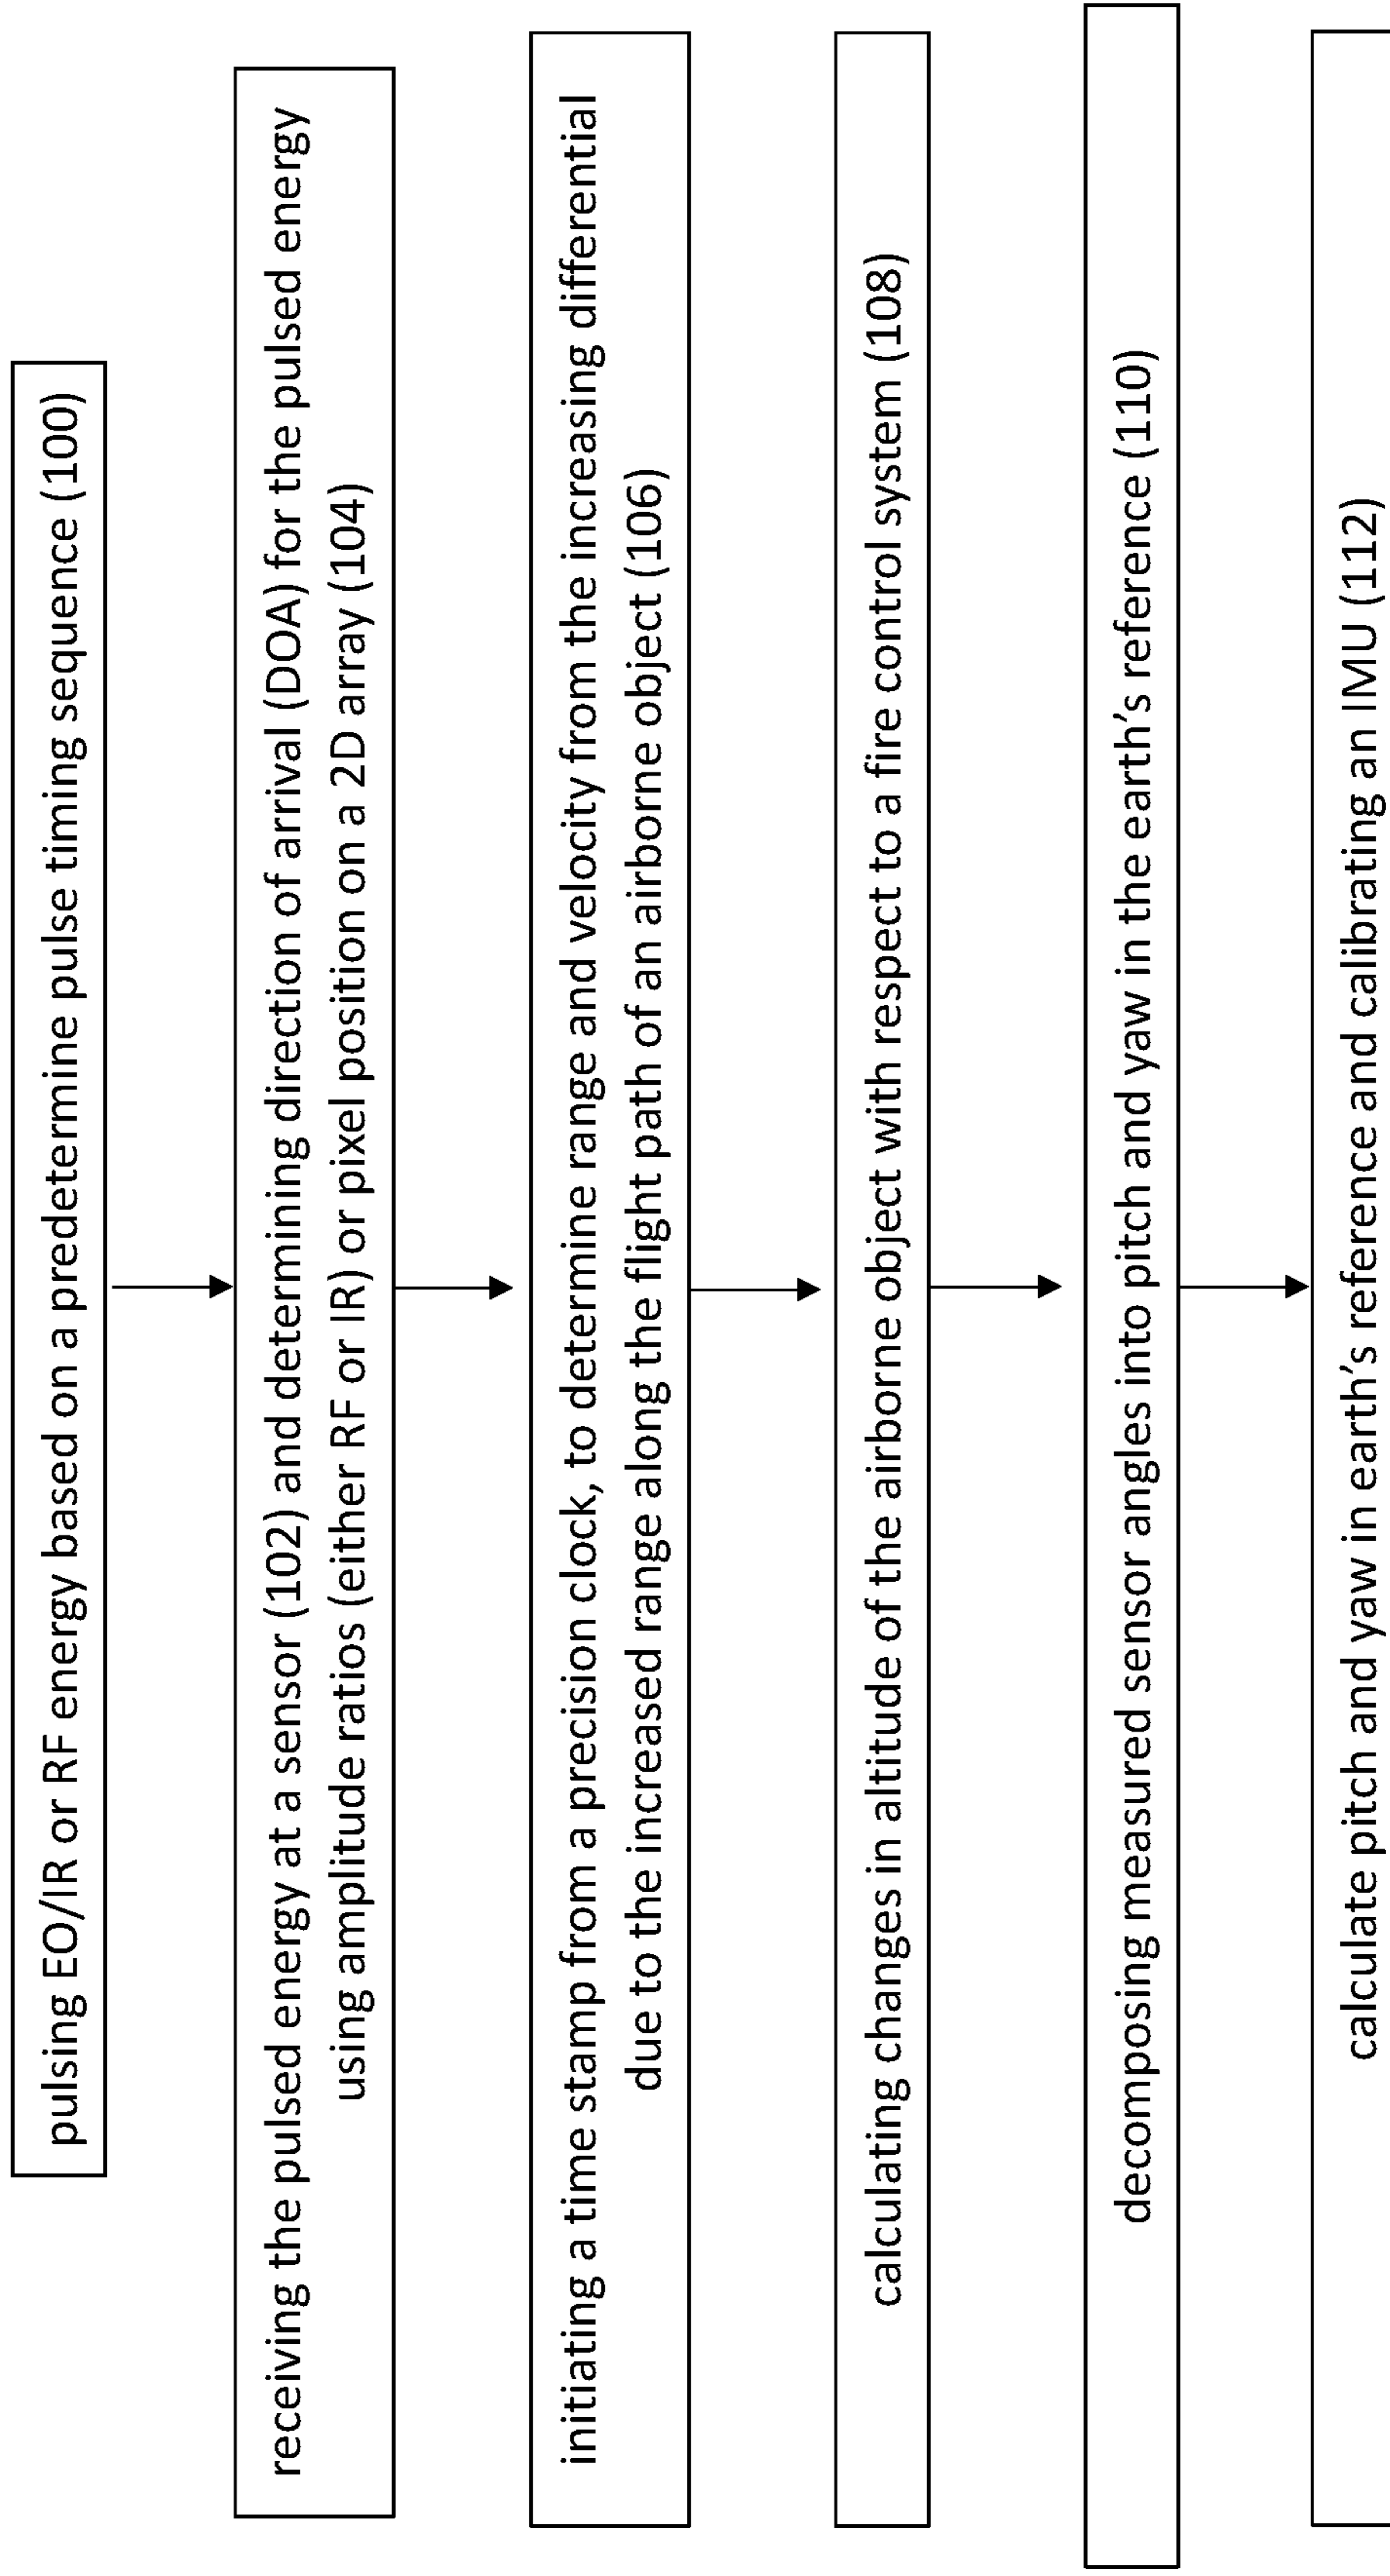 pulsing EO/IR or RF energy based on a predetermine pulse timing sequence (100)
receiving the pulsed energy at a sensor (102) and determining direction of arrival (DOA) for the pulsed energy
using amplitude ratios (either RF or IR) or pixel position on a 2D array (104)
initiating a time stamp from a precision clock, to determine range and velocity from the increasing differential
due to the increased range along the flight path of an airborne object (106)
calculating changes in altitude of the airborne object with respect to a fire control system (108)
decomposing measured sensor angles into pitch and yaw in the earth's reference (110)
calculate pitch and yaw in earth's reference and calibrating an IMU (112)